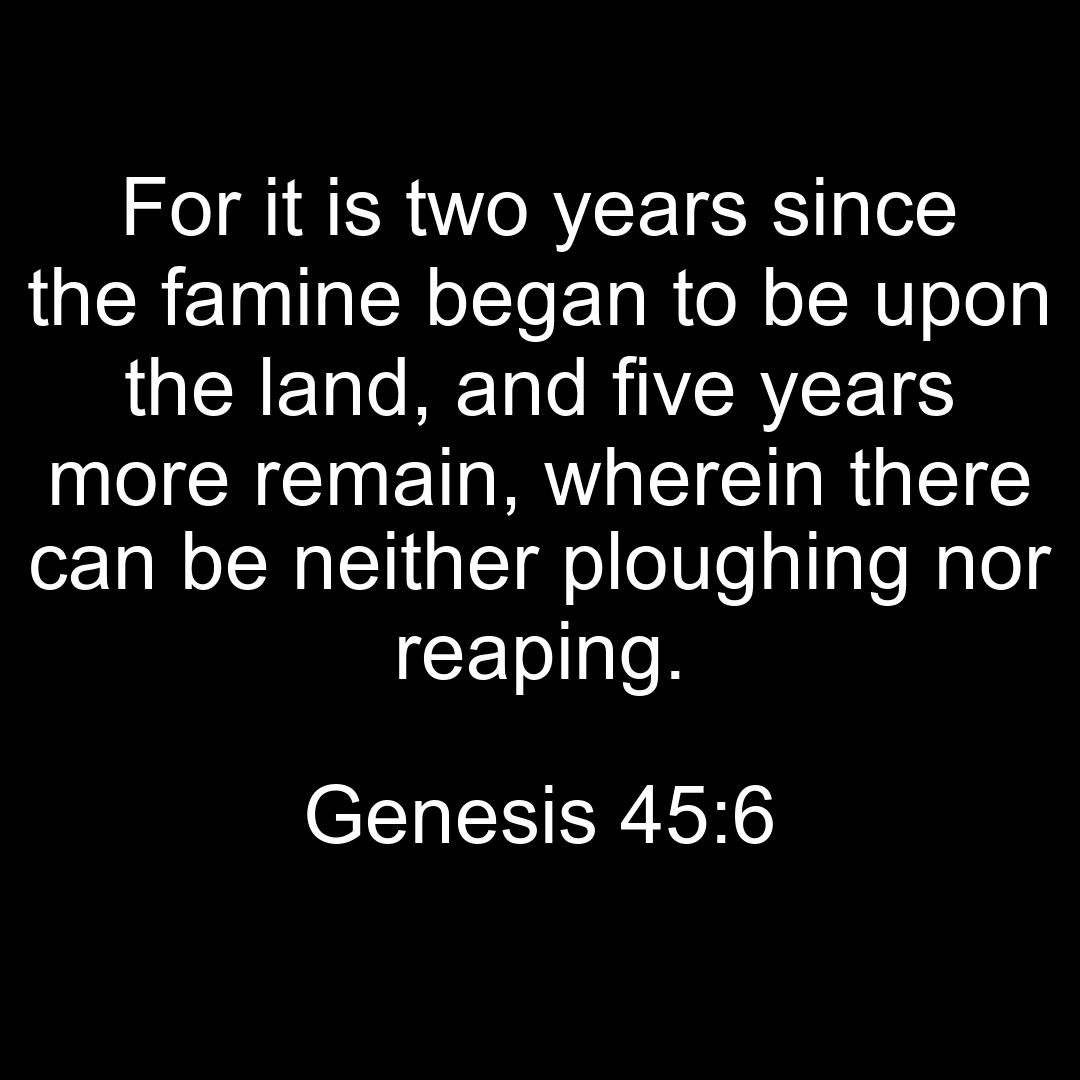 For it is two years since
the famine began to be upon
the land, and five years
more remain, wherein there
can be neither ploughing nor
reaping.
Genesis 45:6